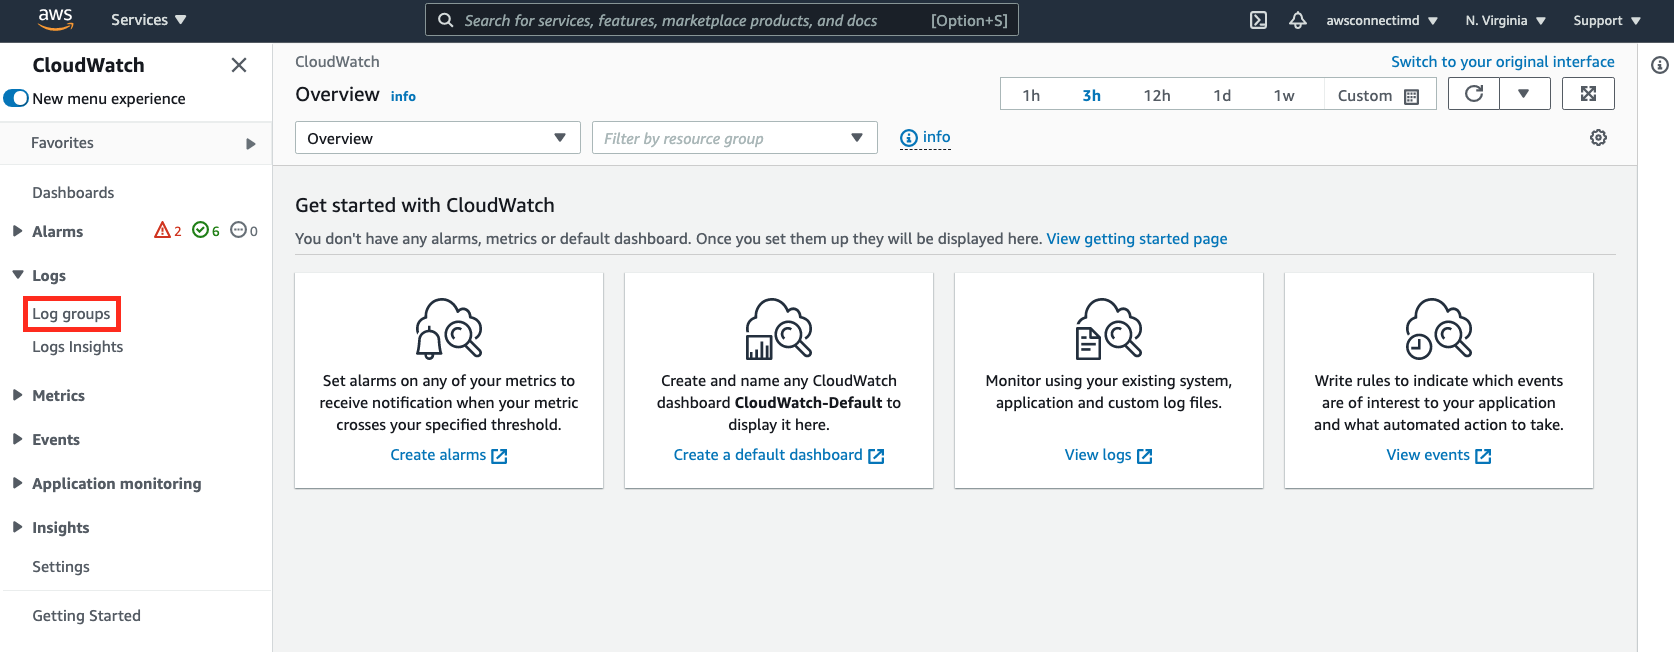 aws
Services
Search for services, features, marketplace products, and docs [Option+S]
awsconnectimd
N. Virginia
Support
CloudWatch
New menu experience
Favorites
Dashboards
Alarms 2 6 0
Logs
Log groups
Logs Insights
Metrics
Events
Application monitoring
Insights
Settings
Getting Started
CloudWatch
Switch to your original interface
Overview info
1h 3h 12h 1d 1w Custom
Overview
Filter by resource group
info
Get started with CloudWatch
You don't have any alarms, metrics or default dashboard. Once you set them up they will be displayed here. View getting started page
Set alarms on any of your metrics to
receive notification when your metric
crosses your specified threshold.
Create alarms
Create and name any CloudWatch
dashboard CloudWatch-Default to
display it here.
Create a default dashboard
Monitor using your existing system,
application and custom log files.
View logs
Write rules to indicate which events
are of interest to your application
and what automated action to take.
View events